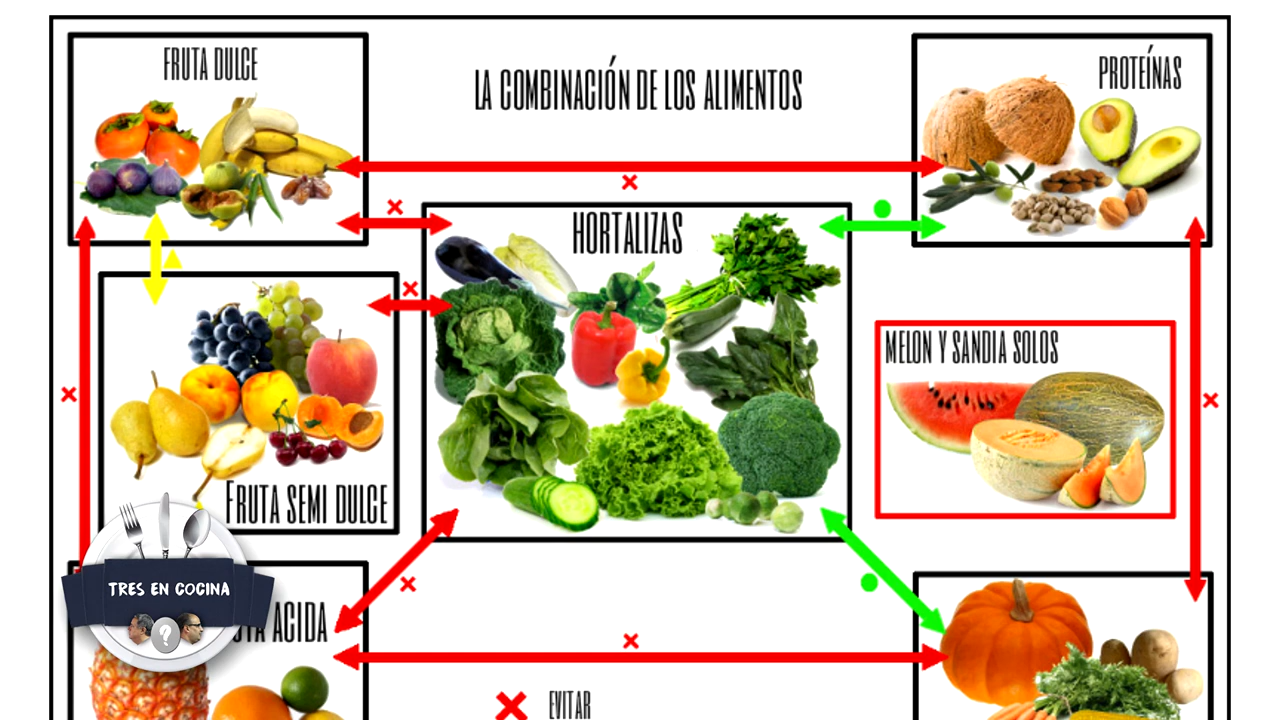 FRUTA DULCE
LA COMBINACIÓN DE LOS ALIMENTOS
PROTEÍNAS
HORTALIZAS
MELON Y SANDIA SOLOS
FRUTA SEMI DULCE
TRES EN COCINA
?
ACIDA
EVITAR